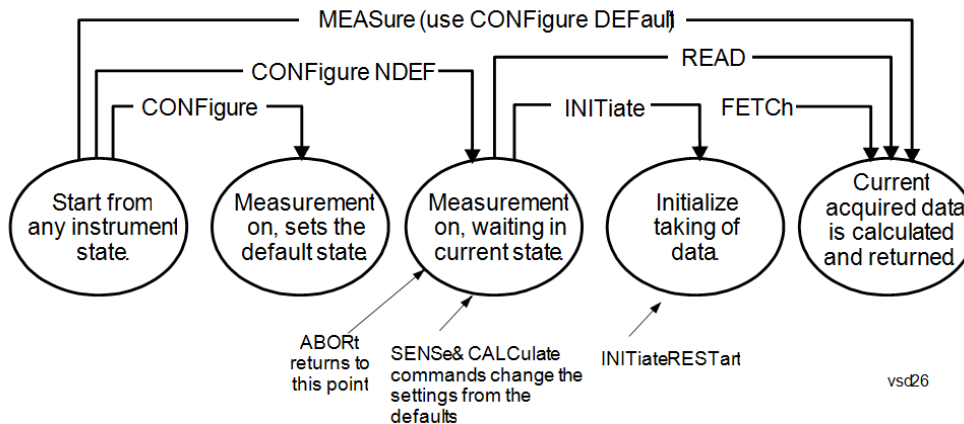 MEASure (use CONFigure DEFault)
READ
CONFigure NDEF
CONFigure
INITiate
FETCh
Start from
any instrument
state.
Measurement
on, sets the
default state.
Measurement
on, waiting in
current state.
Initialize
taking of
data.
Current
acquired data
is calculated
and returned.
ABORt
returns to
this point
SENSe& CALCulate
commands change the
settings from the
defaults
INITiateRESTart
vsd26